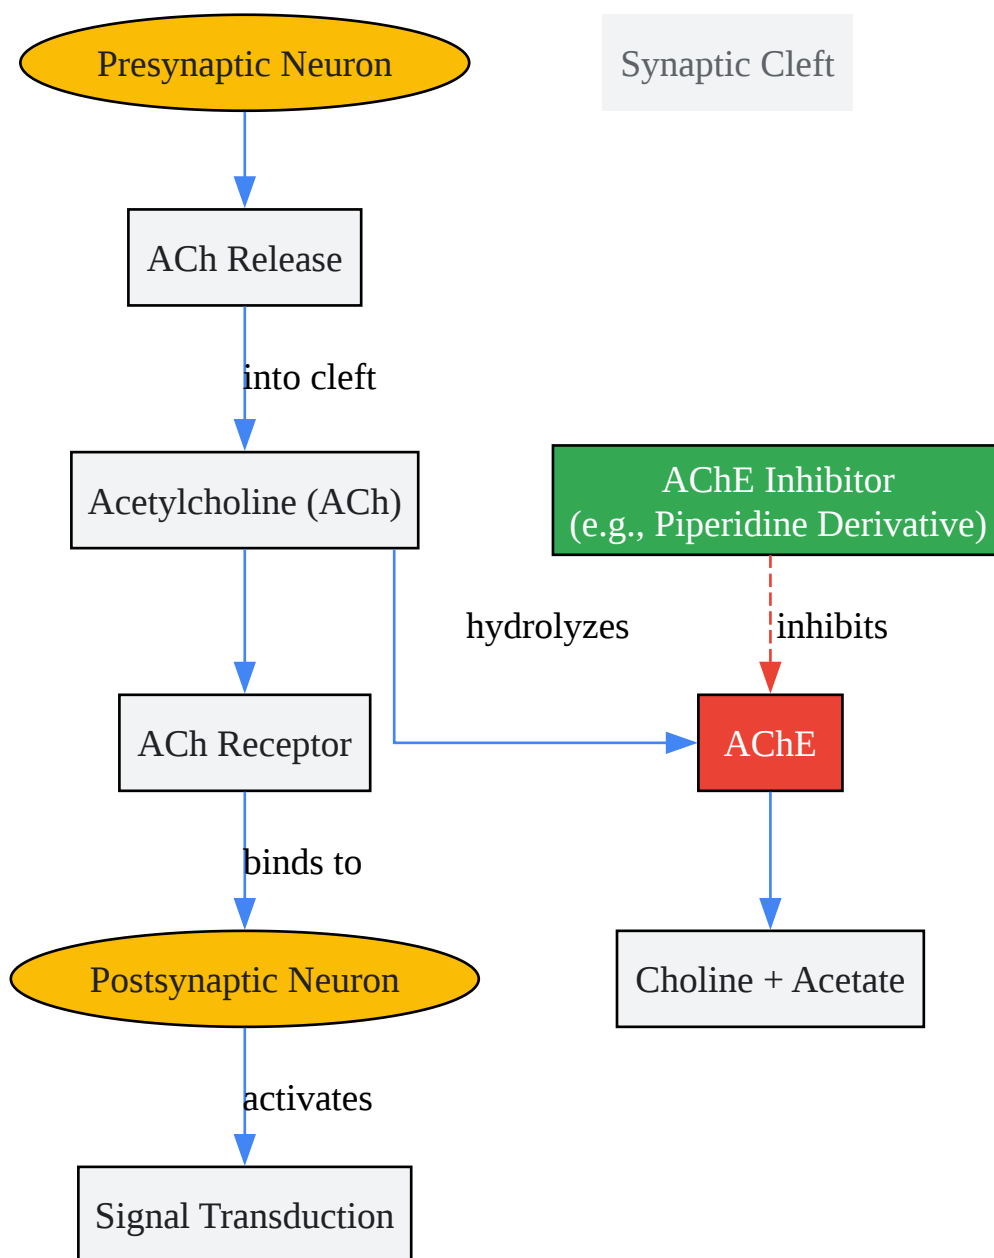 Presynaptic Neuron
Synaptic Cleft
ACh Release
into cleft
Acetylcholine (ACh)
AChE Inhibitor
(e.g., Piperidine Derivative)
hydrolyzes
inhibits
ACh Receptor
AChE
binds to
Postsynaptic Neuron
Choline + Acetate
activates
Signal Transduction